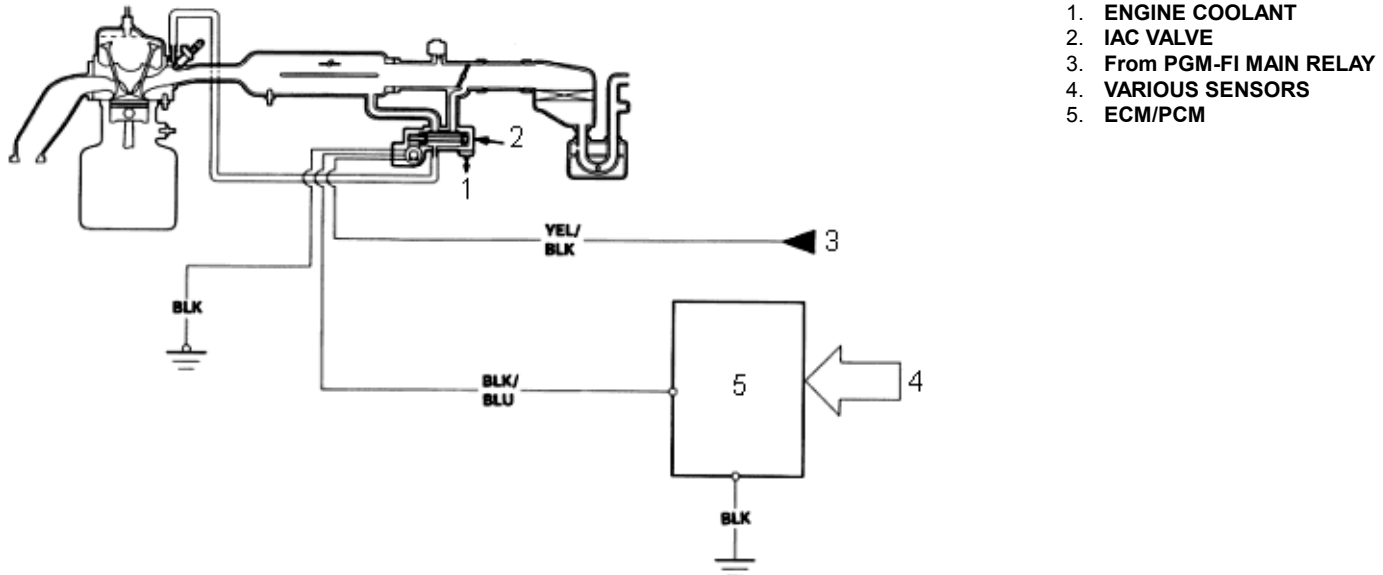 1. ENGINE COOLANT
2. IAC VALVE
3. From PGM-FI MAIN RELAY
4. VARIOUS SENSORS
5. ECM/PCM
2
1
YEL/
BLK
3
BLK
BLK/
BLU
5
4
BLK